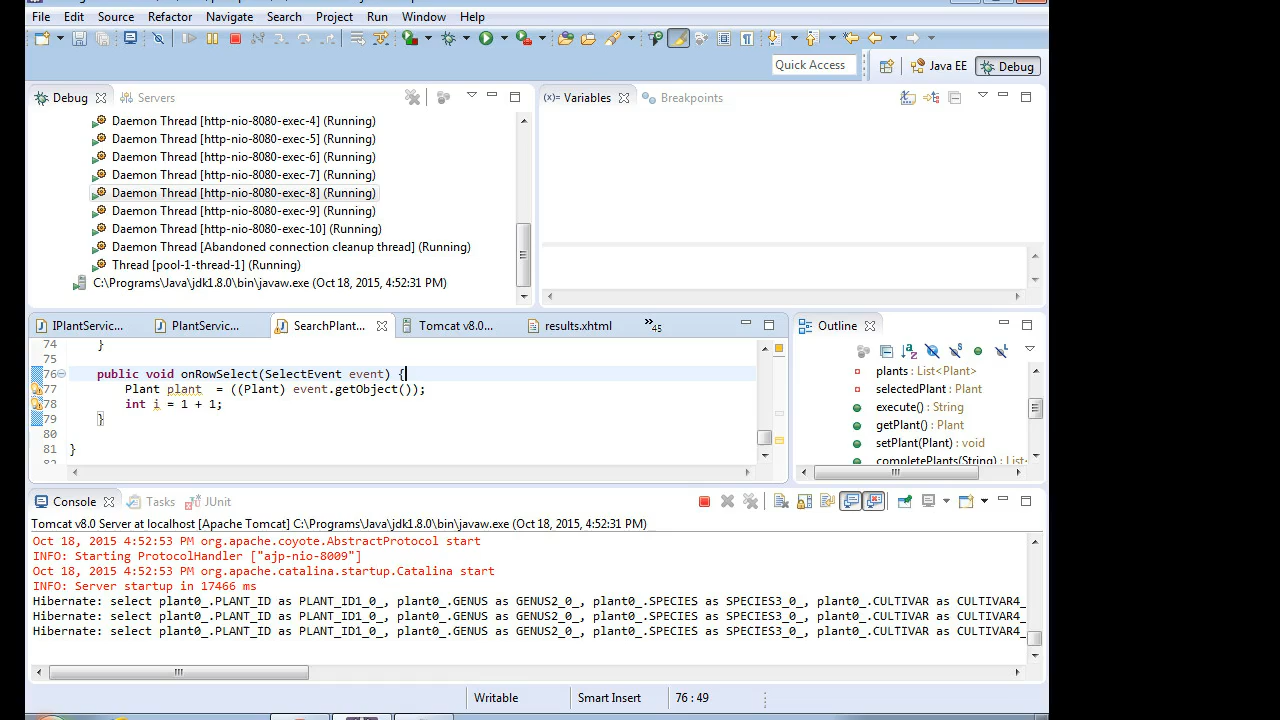 File Edit Source Refactor Navigate Search Project Run Window Help
Quick Access
Java EE
Debug
Debug
Servers
Daemon Thread [http-nio-8080-exec-4] (Running)
Daemon Thread [http-nio-8080-exec-5] (Running)
Daemon Thread [http-nio-8080-exec-6] (Running)
Daemon Thread [http-nio-8080-exec-7] (Running)
Daemon Thread [http-nio-8080-exec-8] (Running)
Daemon Thread [http-nio-8080-exec-9] (Running)
Daemon Thread [http-nio-8080-exec-10] (Running)
Daemon Thread [Abandoned connection cleanup thread] (Running)
Thread [pool-1-thread-1] (Running)
C:\Programs\Java\jdk1.8.0\bin\javaw.exe (Oct 18, 2015, 4:52:31 PM)
(x)= Variables
Breakpoints
IPlantServic...
PlantServic...
SearchPlant...
Tomcat v8.0...
results.xhtml
»45
74 }
75
76 public void onRowSelect(SelectEvent event) {
77 Plant plant = ((Plant) event.getObject());
78 int i = 1 + 1;
79 }
80
81 }
Outline
plants : List<Plant>
selectedPlant : Plant
execute() : String
getPlant() : Plant
setPlant(Plant) : void
completePlants(String) : List
Console
Tasks
JUnit
Tomcat v8.0 Server at localhost [Apache Tomcat] C:\Programs\Java\jdk1.8.0\bin\javaw.exe (Oct 18, 2015, 4:52:31 PM)
Oct 18, 2015 4:52:53 PM org.apache.coyote.AbstractProtocol start
INFO: Starting ProtocolHandler ["ajp-nio-8009"]
Oct 18, 2015 4:52:53 PM org.apache.catalina.startup.Catalina start
INFO: Server startup in 17466 ms
Hibernate: select plant0_.PLANT_ID as PLANT_ID1_0_, plant0_.GENUS as GENUS2_0_, plant0_.SPECIES as SPECIES3_0_, plant0_.CULTIVAR as CULTIVAR4_
Hibernate: select plant0_.PLANT_ID as PLANT_ID1_0_, plant0_.GENUS as GENUS2_0_, plant0_.SPECIES as SPECIES3_0_, plant0_.CULTIVAR as CULTIVAR4_
Hibernate: select plant0_.PLANT_ID as PLANT_ID1_0_, plant0_.GENUS as GENUS2_0_, plant0_.SPECIES as SPECIES3_0_, plant0_.CULTIVAR as CULTIVAR4_
Writable
Smart Insert
76 : 49